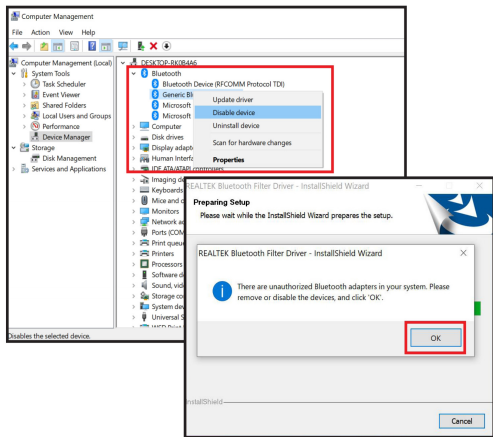 Computer Management
File Action View Help
Computer Management (Local)
System Tools
Task Scheduler
Event Viewer
Shared Folders
Local Users and Groups
Performance
Device Manager
Storage
Disk Management
Services and Applications
DESKTOP-RK0B4A6
Bluetooth
Bluetooth Device (RFCOMM Protocol TDI)
Generic Bl
Microsoft
Microsoft
Computer
Disk drives
Display adapt
Human Interfa
IDE ATA/ATAPI controllers
Imaging de
Keyboards
Mice and o
Monitors
Network ad
Ports (COM
Print queu
Printers
Processors
Software d
Sound, vid
Storage co
System dev
Universal S
Update driver
Disable device
Uninstall device
Scan for hardware changes
Properties
Disables the selected device.
REALTEK Bluetooth Filter Driver - InstallShield Wizard
Preparing Setup
Please wait while the InstallShield Wizard prepares the setup.
REALTEK Bluetooth Filter Driver - InstallShield Wizard
There are unauthorized Bluetooth adapters in your system. Please
remove or disable the devices, and click 'OK'.
OK
InstallShield
Cancel